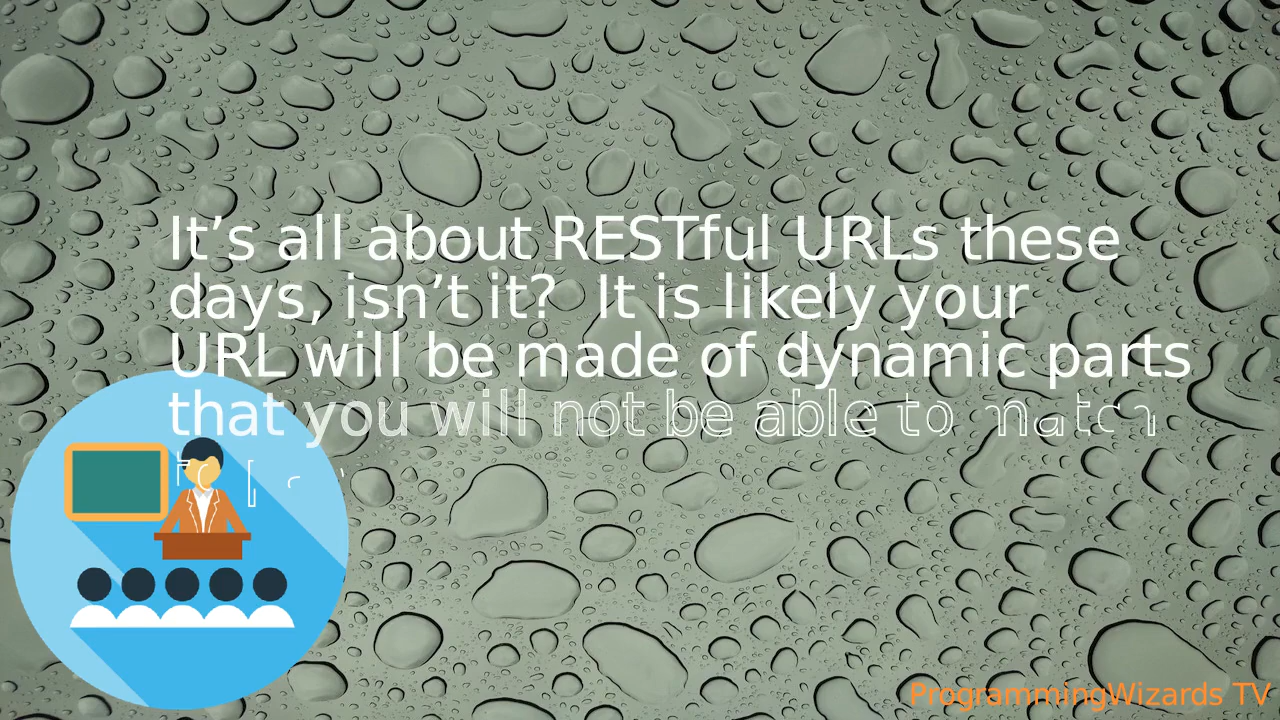 It’s all about RESTful URLs these
days, isn’t it?  It is likely your
URL will be made of dynamic parts
that you will not be able to match
ProgrammingWizards TV